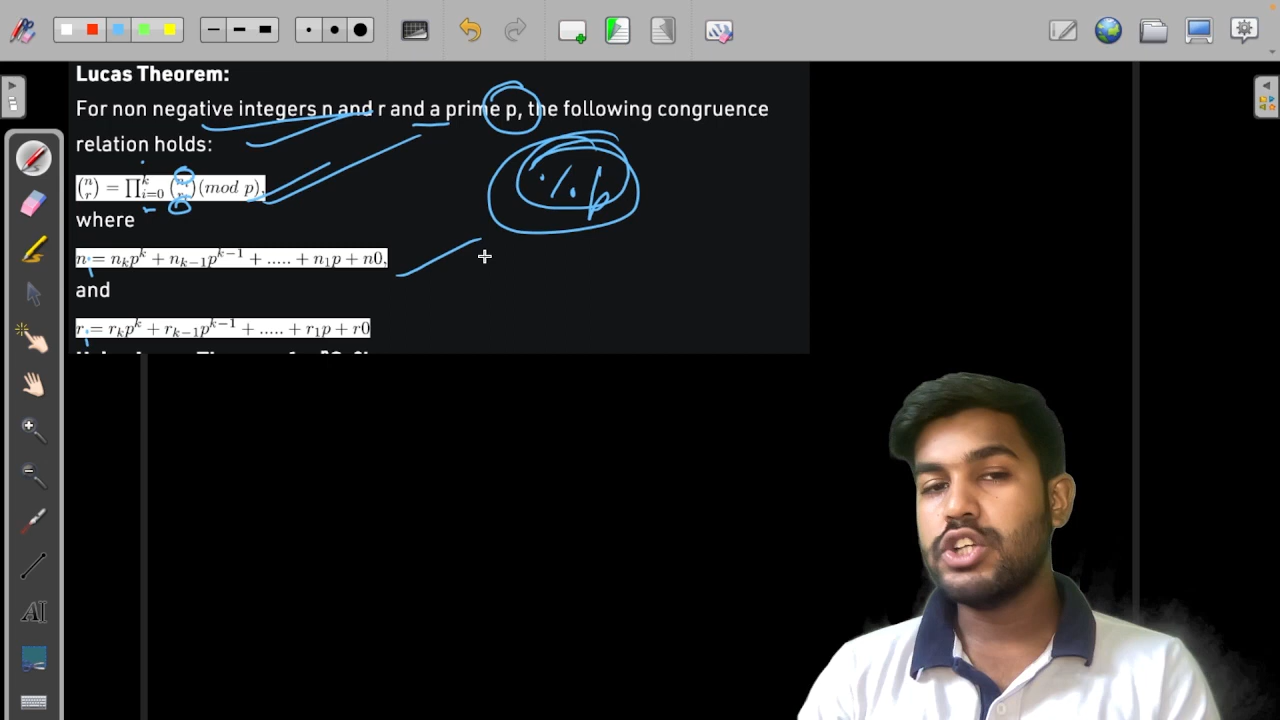 Lucas Theorem:
For non negative integers n and r and a prime p, the following congruence
relation holds:
(n r) = ∏_{i=0}^{k} (n_i r_i) (mod p),
% p
where
n = n_k p^k + n_{k−1} p^{k−1} + ..... + n_1 p + n0,
and
r = r_k p^k + r_{k−1} p^{k−1} + ..... + r_1 p + r0
AI